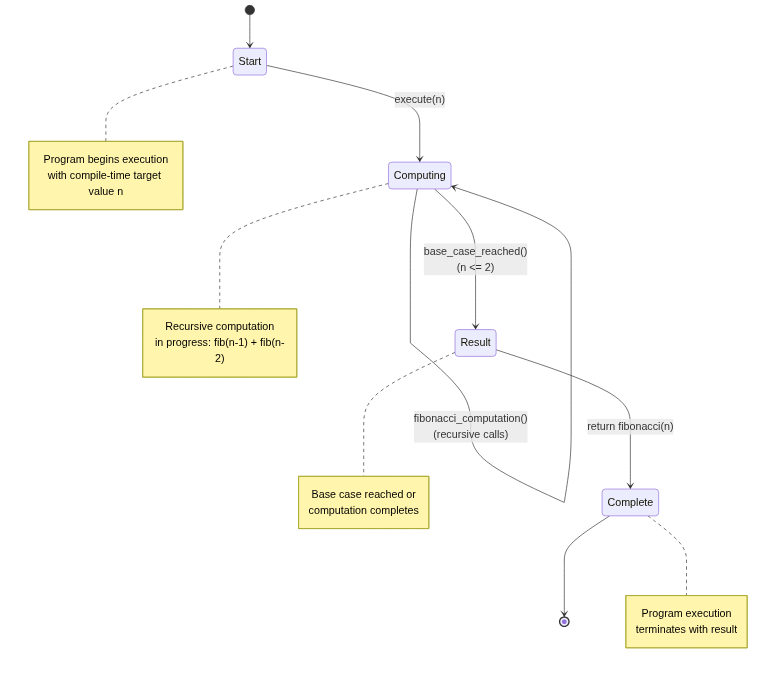 Start
execute(n)
Program begins execution
with compile-time target
value n
Computing
base_case_reached()
(n <= 2)
Recursive computation
in progress: fib(n-1) + fib(n-
2)
Result
fibonacci_computation()
(recursive calls)
return fibonacci(n)
Base case reached or
computation completes
Complete
Program execution
terminates with result